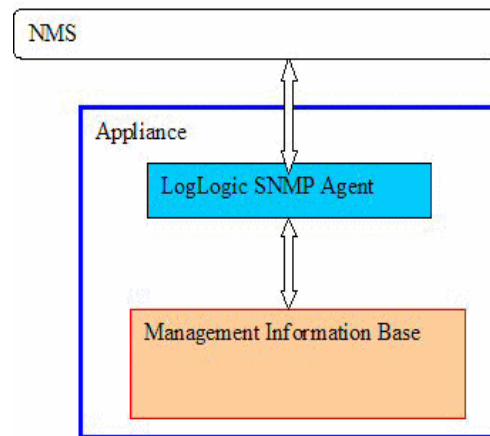 NMS
Appliance
LogLogic SNMP Agent
Management Information Base